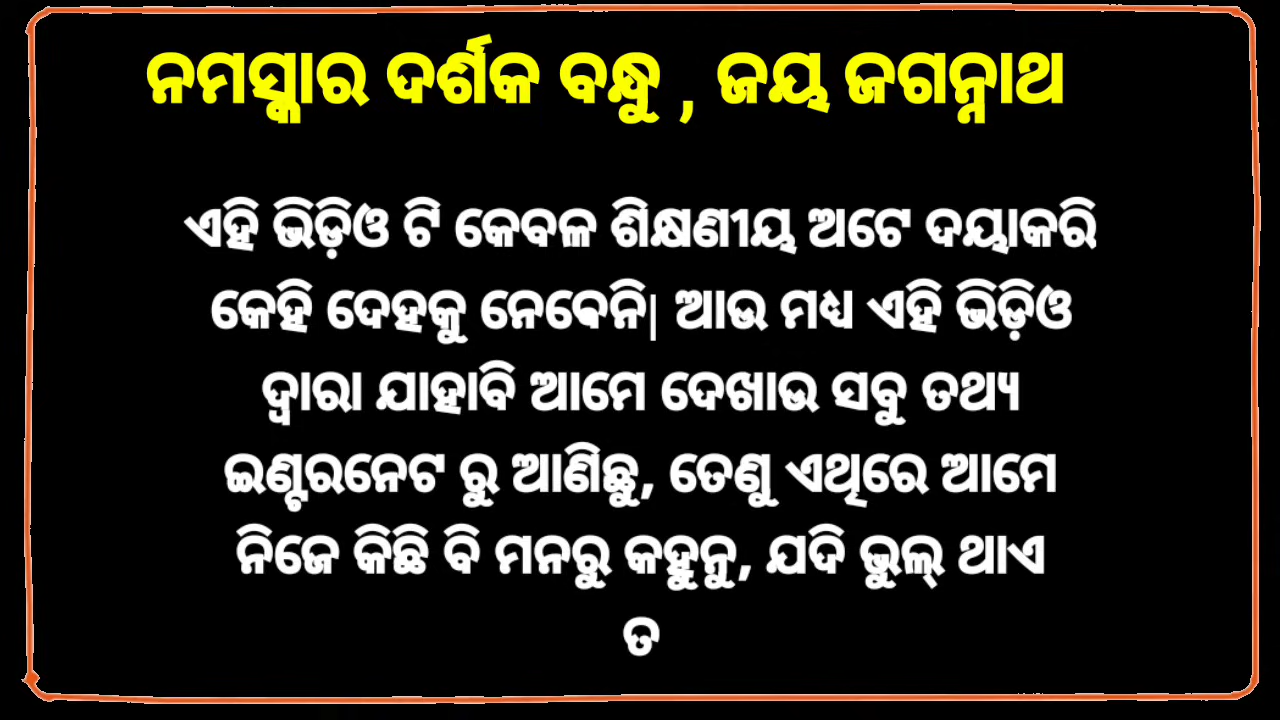 ନମସ୍କାର ଦର୍ଶକ ବନ୍ଧୁ , ଜୟ ଜଗନ୍ନାଥ
ଏହି ଭିଡ଼ିଓ ଟି କେବଳ ଶିକ୍ଷଣୀୟ ଅଟେ ଦୟାକରି
କେହି ଦେହକୁ ନେବେନି| ଆଉ ମଧ୍ୟ ଏହି ଭିଡ଼ିଓ
ଦ୍ୱାରା ଯାହାବି ଆମେ ଦେଖାଉ ସବୁ ତଥ୍ୟ
ଇଣ୍ଟରନେଟ ରୁ ଆଣିଛୁ, ତେଣୁ ଏଥିରେ ଆମେ
ନିଜେ କିଛି ବି ମନରୁ କହୁନୁ, ଯଦି ଭୁଲ୍ ଥାଏ
ତ